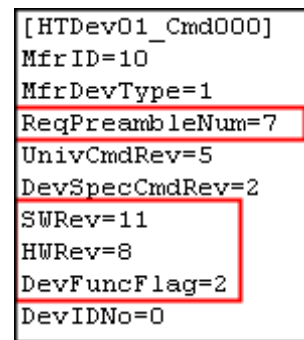 [HTDev01_Cmd000]
MfrID=10
MfrDevType=1
ReqPreambleNum=7
UnivCmdRev=5
DevSpecCmdRev=2
SWRev=11
HWRev=8
DevFuncFlag=2
DevIDNo=0